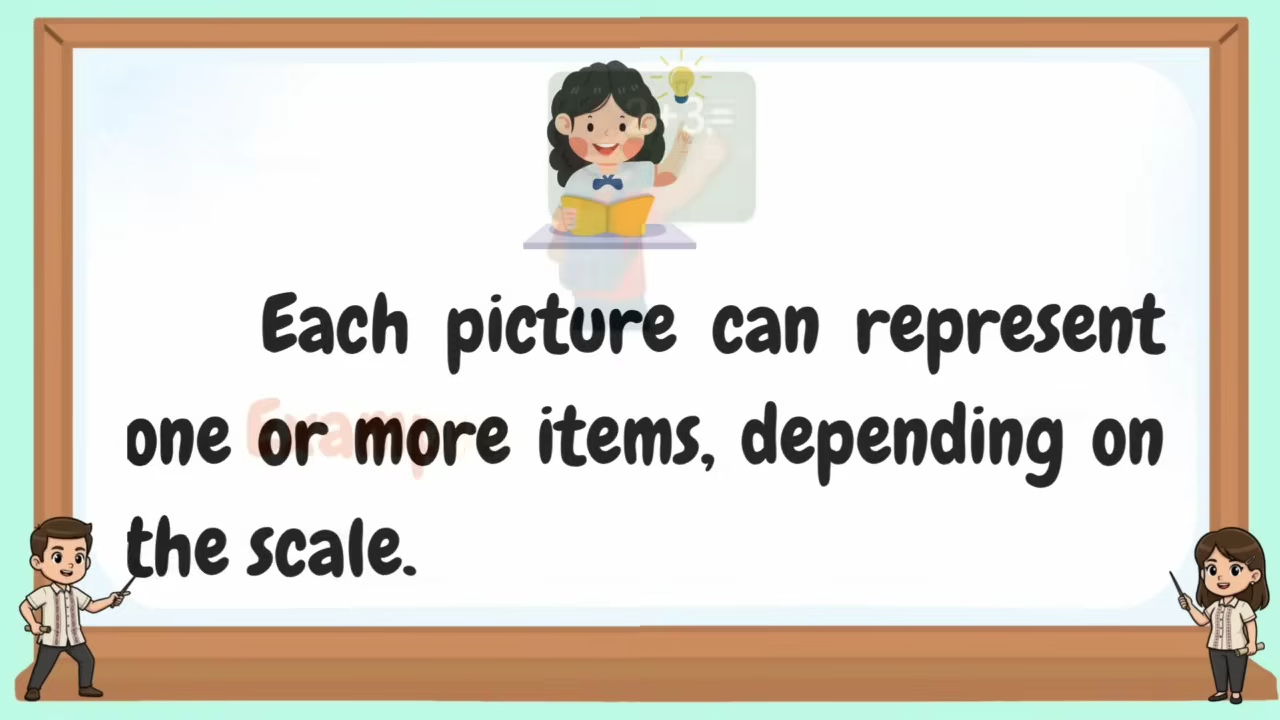 Each picture can represent
one or more items, depending on
the scale.